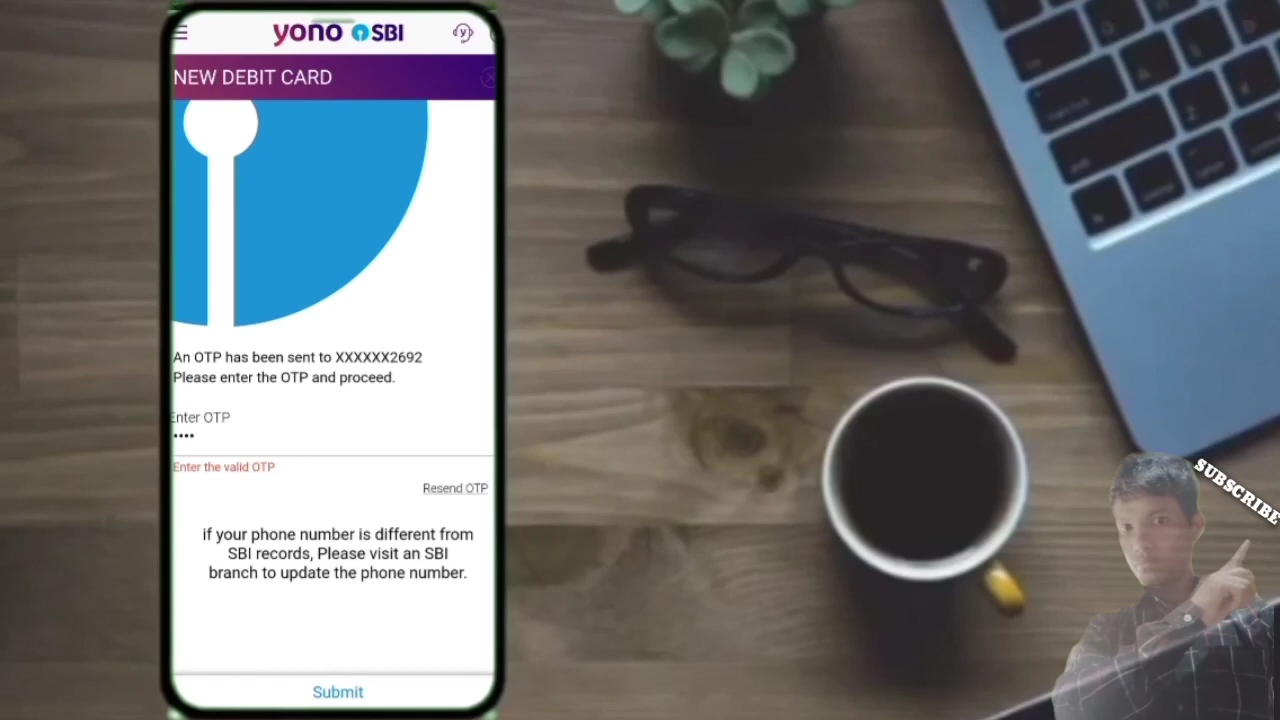 yono SBI
y
NEW DEBIT CARD
An OTP has been sent to XXXXXX2692
Please enter the OTP and proceed.
Enter OTP
••••
Enter the valid OTP
Resend OTP
if your phone number is different from
SBI records, Please visit an SBI
branch to update the phone number.
Submit
SUBSCRIBE